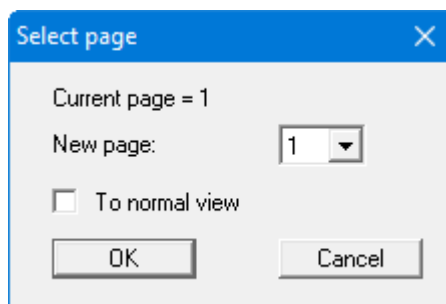 Select page
Current page = 1
New page: 1
To normal view
OK Cancel